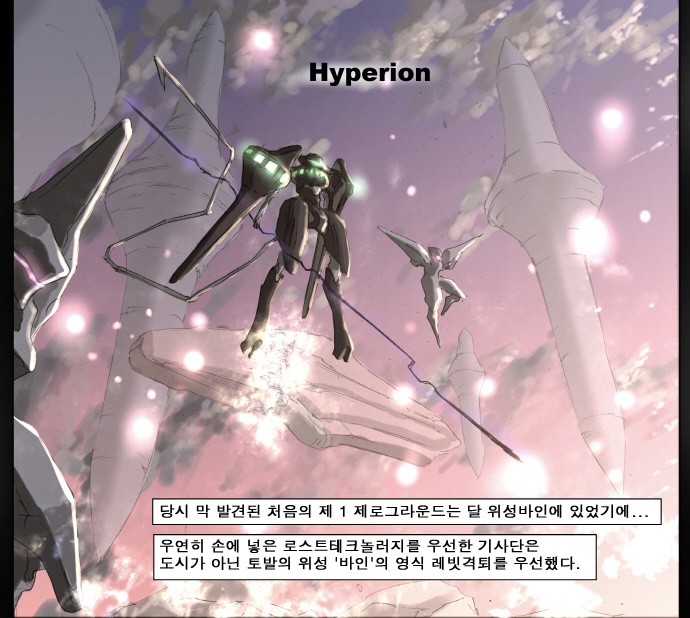 Hyperion
당시 막 발견된 처음의 제 1 제로그라운드는 달 위성바인에 있었기에...
우연히 손에 넣은 로스트테크놀러지를 우선한 기사단은
도시가 아닌 토발의 위성 '바인'의 영식 레빗격퇴를 우선했다.